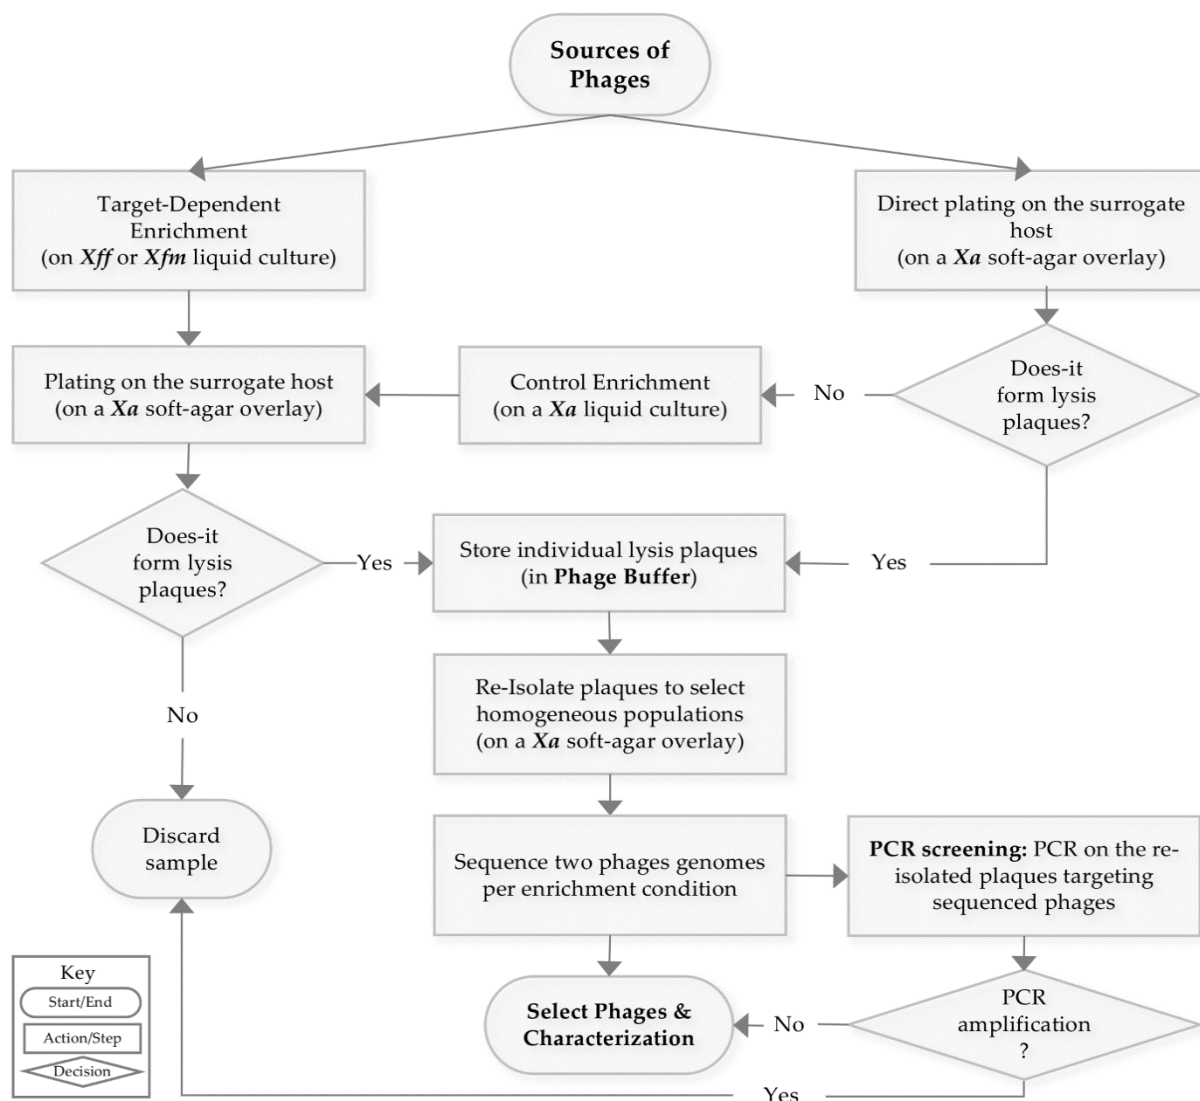 Sources of
Phages
Target-Dependent
Enrichment
(on Xff or Xfm liquid culture)
Direct plating on the surrogate
host
(on a Xa soft-agar overlay)
Plating on the surrogate host
(on a Xa soft-agar overlay)
Control Enrichment
(on a Xa liquid culture)
No
Does-it
form lysis
plaques?
Does-it
form lysis
plaques?
Yes
Store individual lysis plaques
(in Phage Buffer)
Yes
No
Re-Isolate plaques to select
homogeneous populations
(on a Xa soft-agar overlay)
Discard
sample
Sequence two phages genomes
per enrichment condition
PCR screening: PCR on the re-
isolated plaques targeting
sequenced phages
Key
Start/End
Action/Step
Decision
Select Phages &
Characterization
No
PCR
amplification
?
Yes